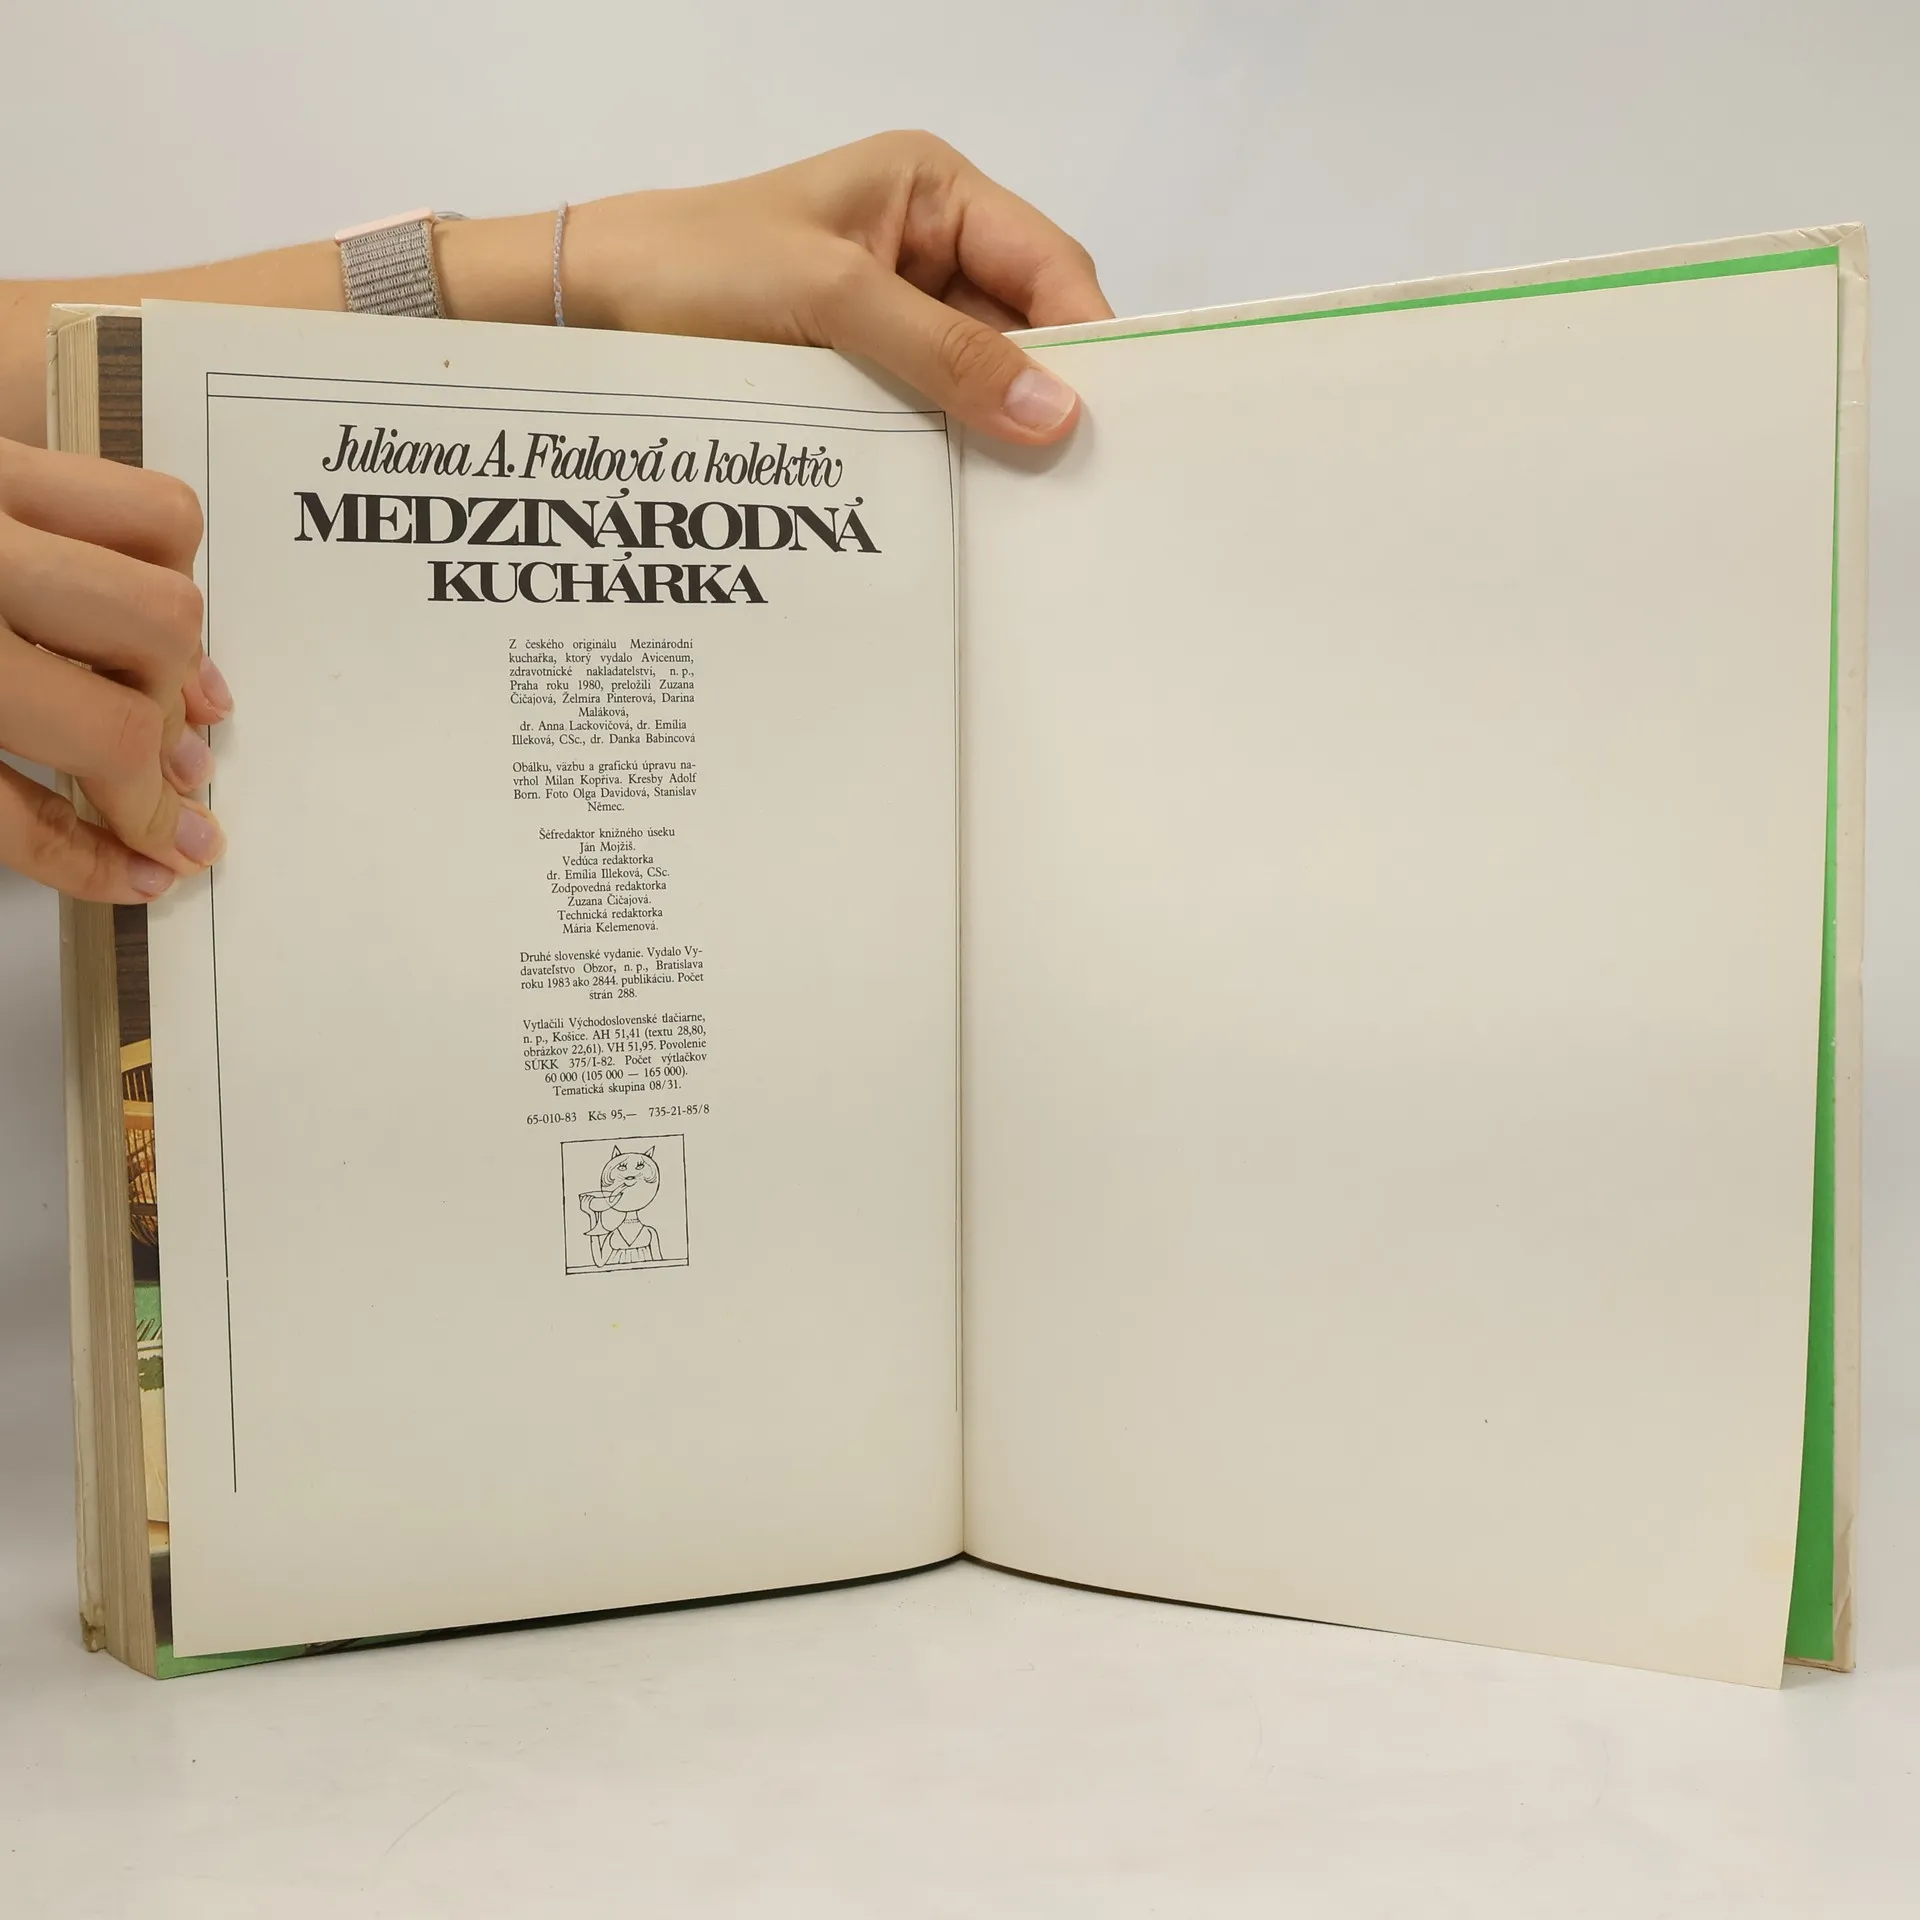 Juliana A. Fialová a kolektív
MEDZINÁRODNÁ
KUCHÁRKA
Z českého originálu Mezinárodní
kuchařka, ktorý vydalo Avicenum,
zdravotnické nakladatelství, n. p.,
Praha roku 1980, preložili Zuzana
Čičajová, Želmíra Pinterová, Darina
Maláková,
dr. Anna Lackovičová, dr. Emília
Illeková, CSc., dr. Danka Babincová
Obálku, väzbu a grafickú úpravu na-
vrhol Milan Kopřiva. Kresby Adolf
Born. Foto Olga Davidová, Stanislav
Němec.
Šéfredaktor knižného úseku
Ján Mojžiš.
Vedúca redaktorka
dr. Emília Illeková, CSc.
Zodpovedná redaktorka
Zuzana Čičajová.
Technická redaktorka
Mária Kelemenová.
Druhé slovenské vydanie. Vydalo Vy-
davateľstvo Obzor, n. p., Bratislava
roku 1983 ako 2844. publikáciu. Počet
strán 288.
Vytlačili Východoslovenské tlačiarne,
n. p., Košice. AH 51,41 (textu 28,80,
obrázkov 22,61). VH 51,95. Povolenie
SÚKK 375/I-82. Počet výtlačkov
60 000 (105 000 — 165 000).
Tematická skupina 08/31.
65-010-83 Kčs 95,— 735-21-85/8